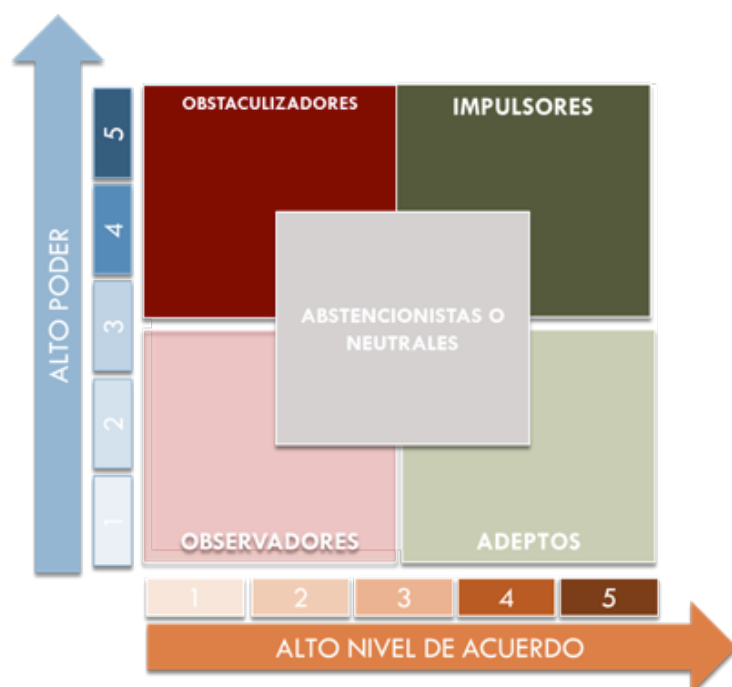 OBSTACULIZADORES
IMPULSORES
5
4
3
2
1
ALTO PODER
ABSTENCIONISTAS O
NEUTRALES
OBSERVADORES
ADEPTOS
1
2
3
4
5
ALTO NIVEL DE ACUERDO